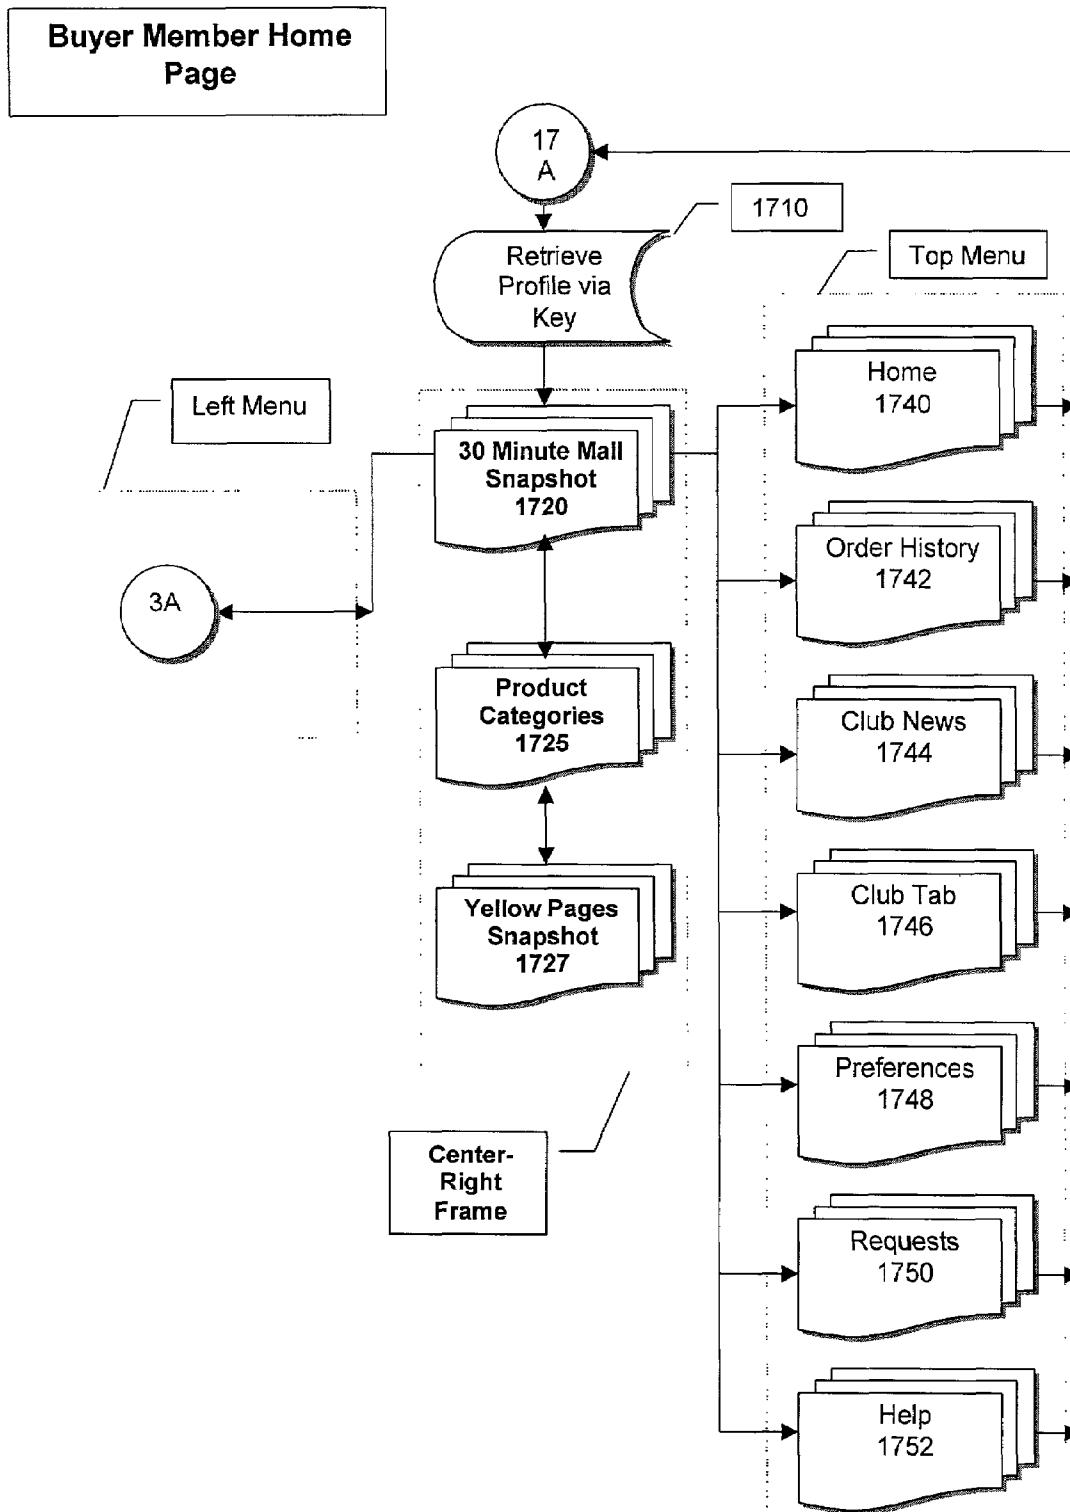 Buyer Member Home
Page
17
A
1710
Retrieve
Profile via
Key
Top Menu
Left Menu
30 Minute Mall
Snapshot
1720
3A
Product
Categories
1725
Yellow Pages
Snapshot
1727
Center-
Right
Frame
Home
1740
Order History
1742
Club News
1744
Club Tab
1746
Preferences
1748
Requests
1750
Help
1752